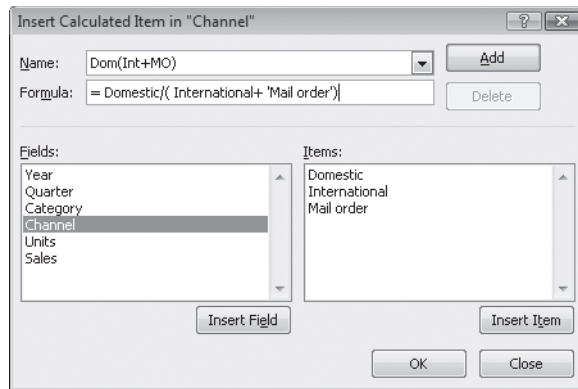 Insert Calculated Item in "Channel"
?
Name:
Dom(Int+MO)
Add
Formula:
= Domestic/( International+ 'Mail order')
Delete
Fields:
Year
Quarter
Category
Channel
Units
Sales
Insert Field
Items:
Domestic
International
Mail order
Insert Item
OK
Close